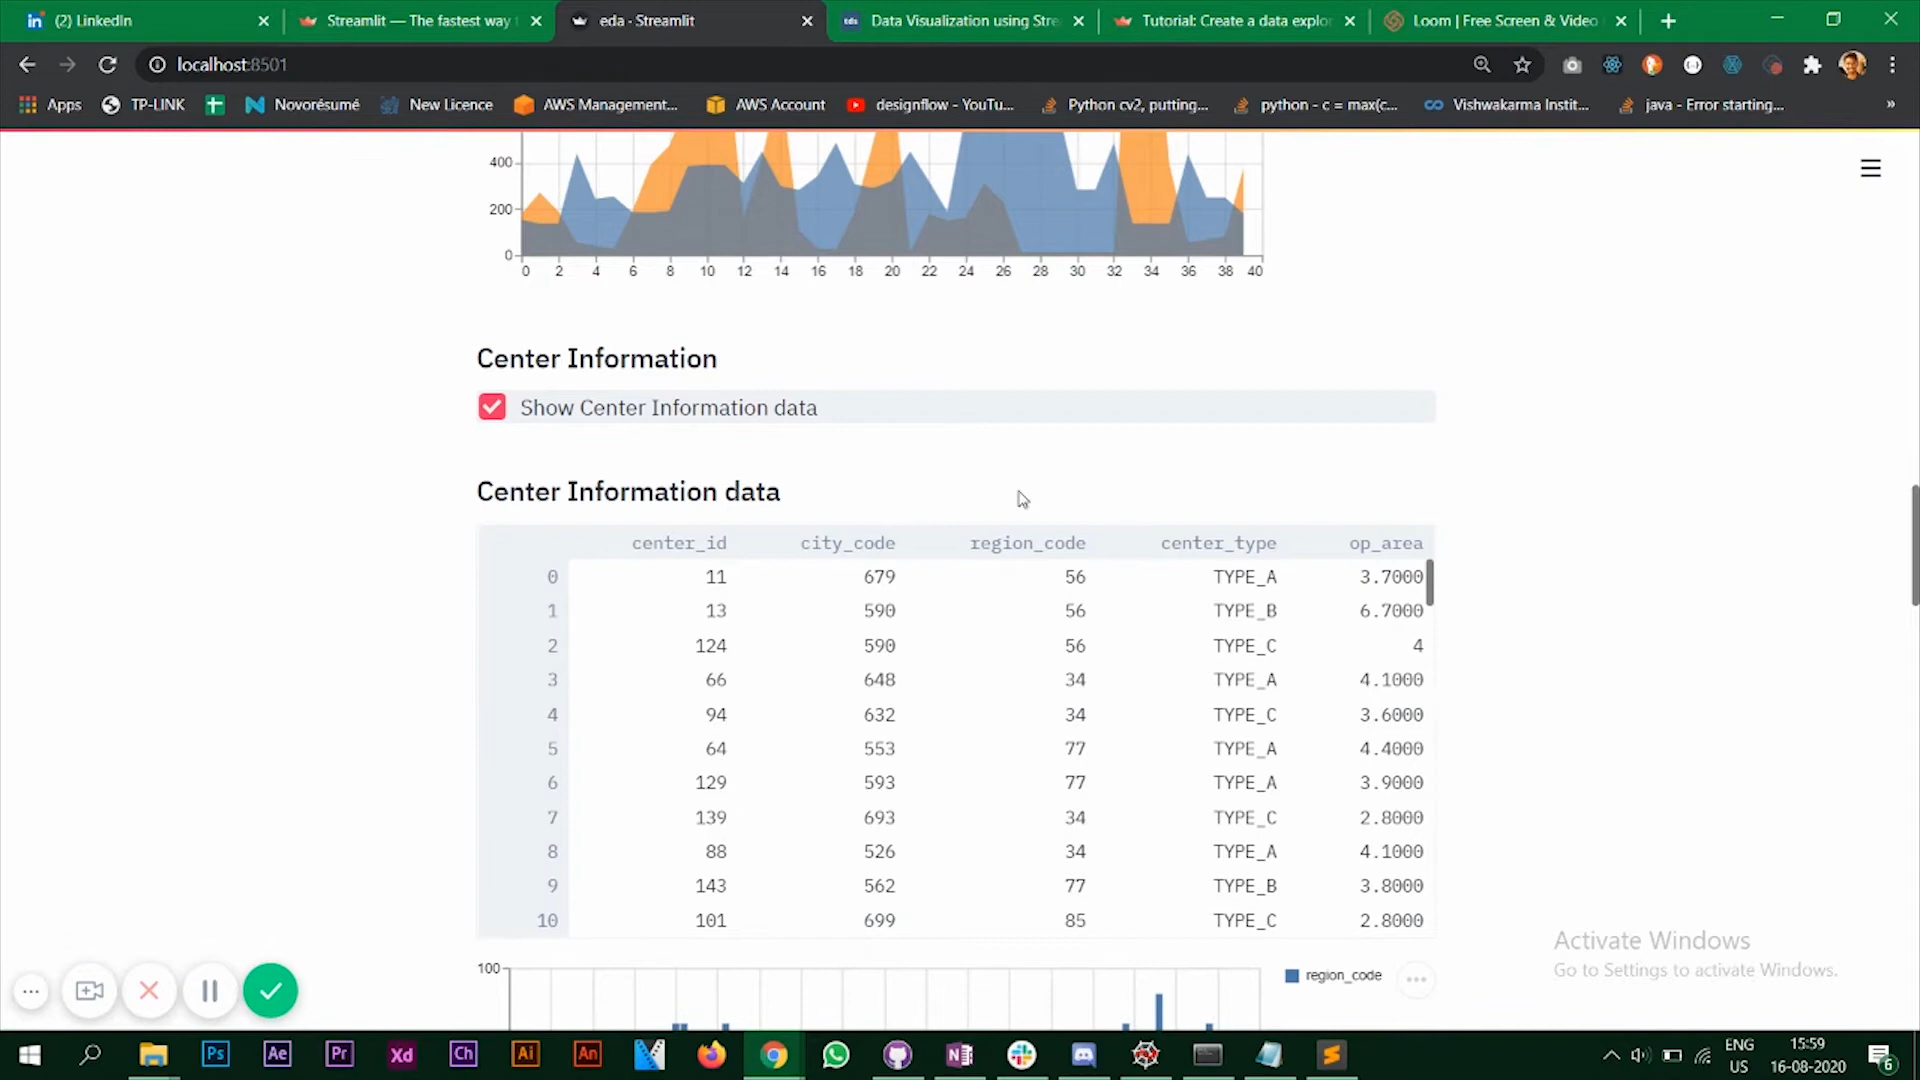 (2) LinkedIn
Streamlit — The fastest way
eda · Streamlit
Data Visualization using Stre
Tutorial: Create a data explor
Loom | Free Screen & Video
localhost:8501
Apps
TP-LINK
Novorésumé
New Licence
AWS Management...
AWS Account
designflow - YouTu...
Python cv2, putting...
python - c = max(c...
Vishwakarma Instit...
java - Error starting...
»
400
200
0
0 2 4 6 8 10 12 14 16 18 20 22 24 26 28 30 32 34 36 38 40
Center Information
Show Center Information data
Center Information data
center_id city_code region_code center_type op_area
0 11 679 56 TYPE_A 3.7000
1 13 590 56 TYPE_B 6.7000
2 124 590 56 TYPE_C 4
3 66 648 34 TYPE_A 4.1000
4 94 632 34 TYPE_C 3.6000
5 64 553 77 TYPE_A 4.4000
6 129 593 77 TYPE_A 3.9000
7 139 693 34 TYPE_C 2.8000
8 88 526 34 TYPE_A 4.1000
9 143 562 77 TYPE_B 3.8000
10 101 699 85 TYPE_C 2.8000
100
region_code
Activate Windows
Go to Settings to activate Windows.
Ps Ae Pr Xd Ch Ai An
ENG
US
15:59
16-08-2020
6